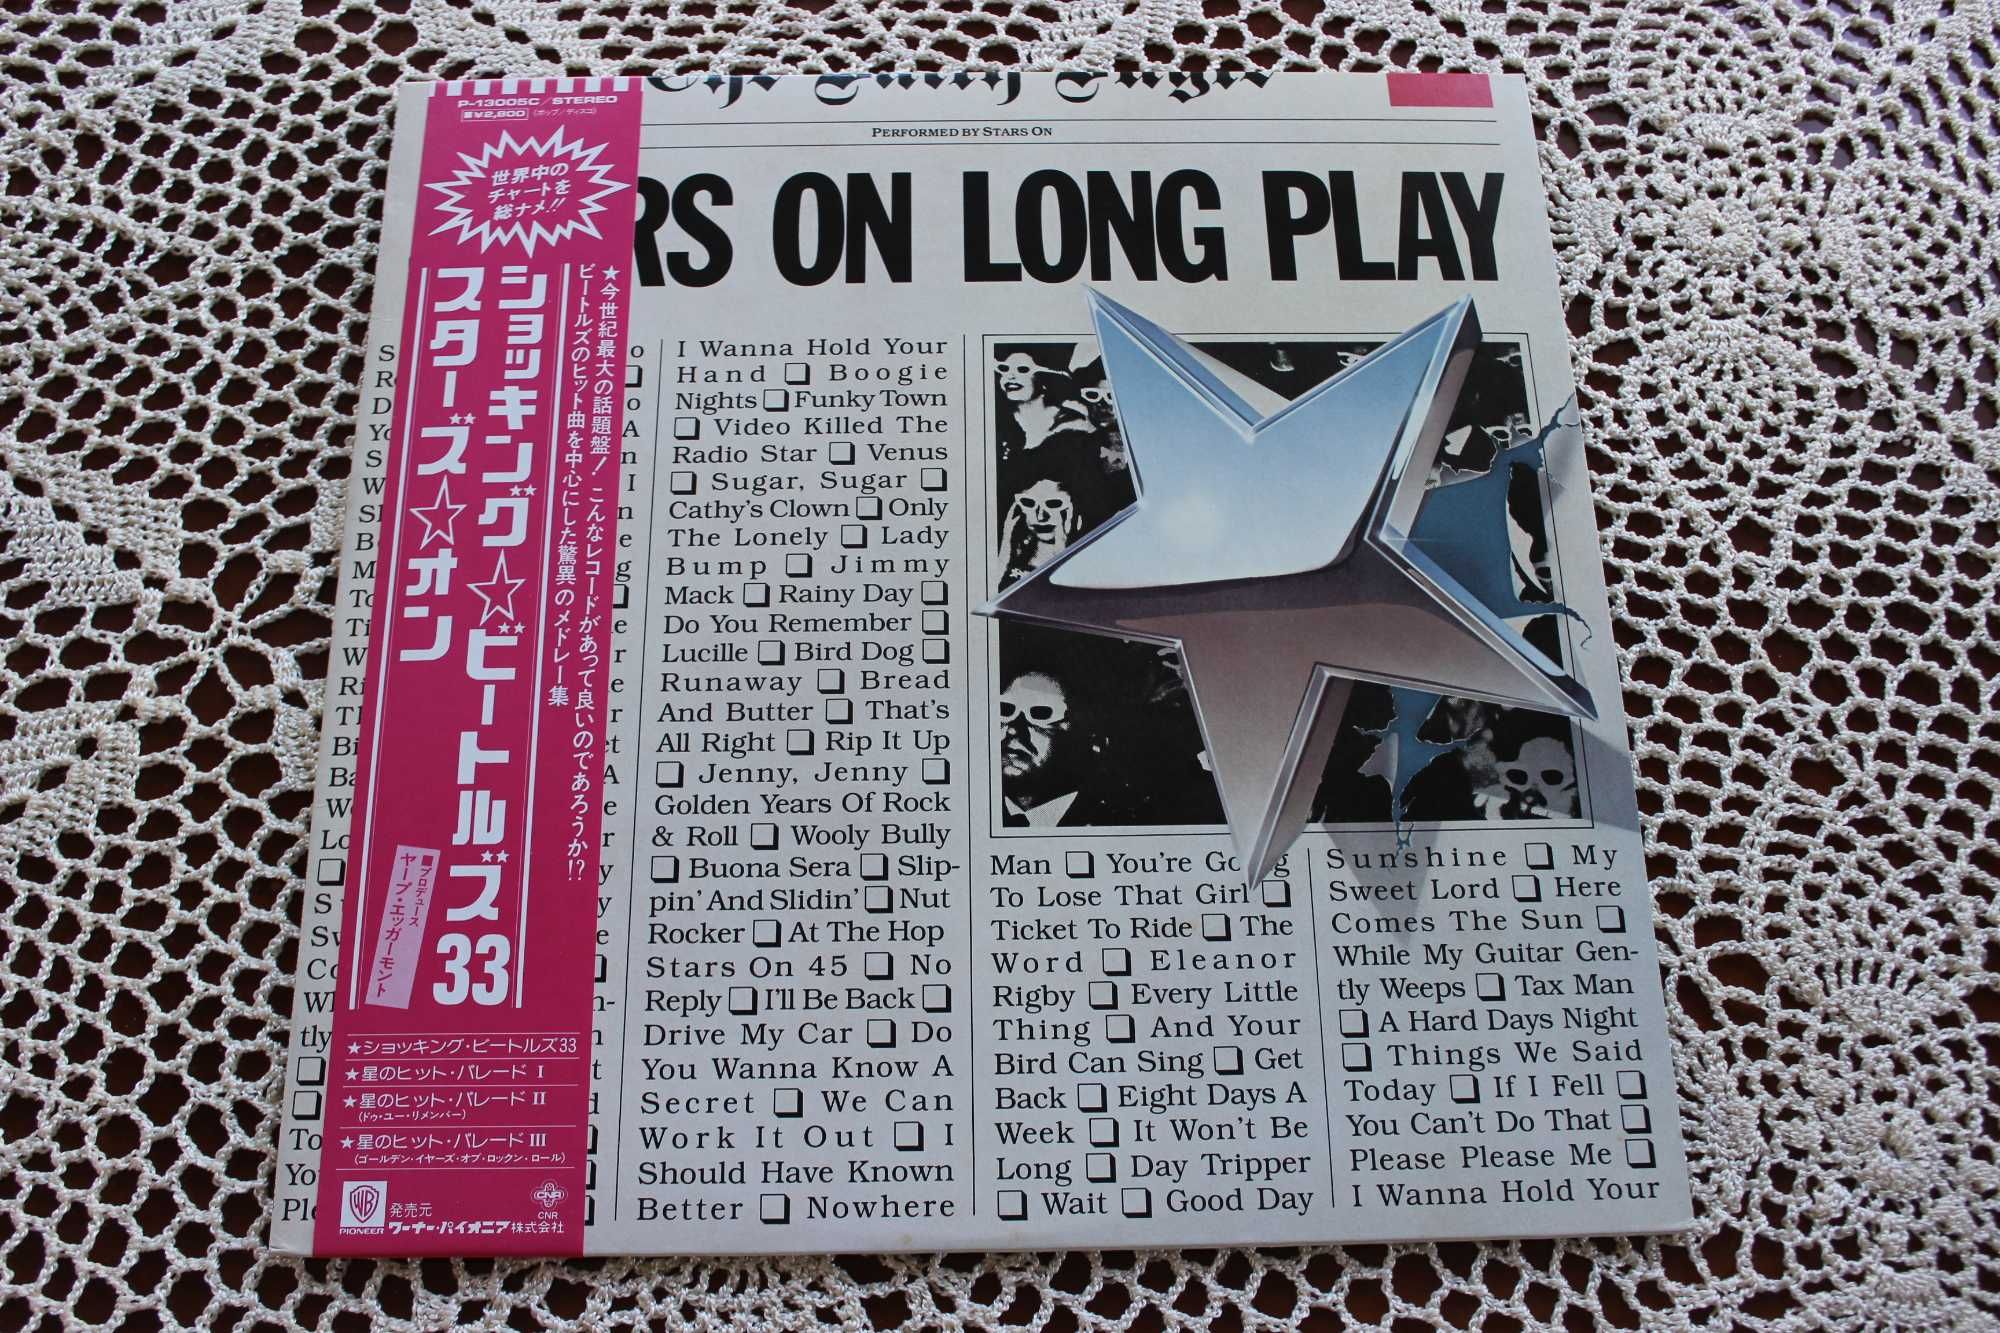 P-13005C/STEREO
¥2,800 (ポップ/ディスコ)
世界中の
チャートを
総ナメ!!
★今世紀最大の話題盤!こんなレコードがあって良いのであろうか!?
ビートルズのヒット曲を中心にした驚異のメドレー集
ショッキング☆ビートルズ33
スターズ☆オン
■プロデュース
ヤープ・エッガーモント
★ショッキング・ビートルズ33
★星のヒット・パレード I
★星のヒット・パレード II
(ドゥ・ユー・リメンバー)
★星のヒット・パレード III
(ゴールデン・イヤーズ・オブ・ロックン・ロール)
WB
PIONEER
発売元
ワーナー・パイオニア株式会社
CNR
CNR
PERFORMED BY STARS ON
RS ON LONG PLAY
I Wanna Hold Your
Hand ❏ Boogie
Nights ❏ Funky Town
❏ Video Killed The
Radio Star ❏ Venus
❏ Sugar, Sugar ❏
Cathy's Clown ❏ Only
The Lonely ❏ Lady
Bump ❏ Jimmy
Mack ❏ Rainy Day ❏
Do You Remember ❏
Lucille ❏ Bird Dog ❏
Runaway ❏ Bread
And Butter ❏ That's
All Right ❏ Rip It Up
❏ Jenny, Jenny ❏
Golden Years Of Rock
& Roll ❏ Wooly Bully
❏ Buona Sera ❏ Slip-
pin' And Slidin' ❏ Nut
Rocker ❏ At The Hop
Stars On 45 ❏ No
Reply ❏ I'll Be Back ❏
Drive My Car ❏ Do
You Wanna Know A
Secret ❏ We Can
Work It Out ❏ I
Should Have Known
Better ❏ Nowhere
Man ❏ You're Go g
To Lose That Girl ❏
Ticket To Ride ❏ The
Word ❏ Eleanor
Rigby ❏ Every Little
Thing ❏ And Your
Bird Can Sing ❏ Get
Back ❏ Eight Days A
Week ❏ It Won't Be
Long ❏ Day Tripper
❏ Wait ❏ Good Day
Sunshine ❏ My
Sweet Lord ❏ Here
Comes The Sun ❏
While My Guitar Gen-
tly Weeps ❏ Tax Man
❏ A Hard Days Night
❏ Things We Said
Today ❏ If I Fell ❏
You Can't Do That ❏
Please Please Me ❏
I Wanna Hold Your